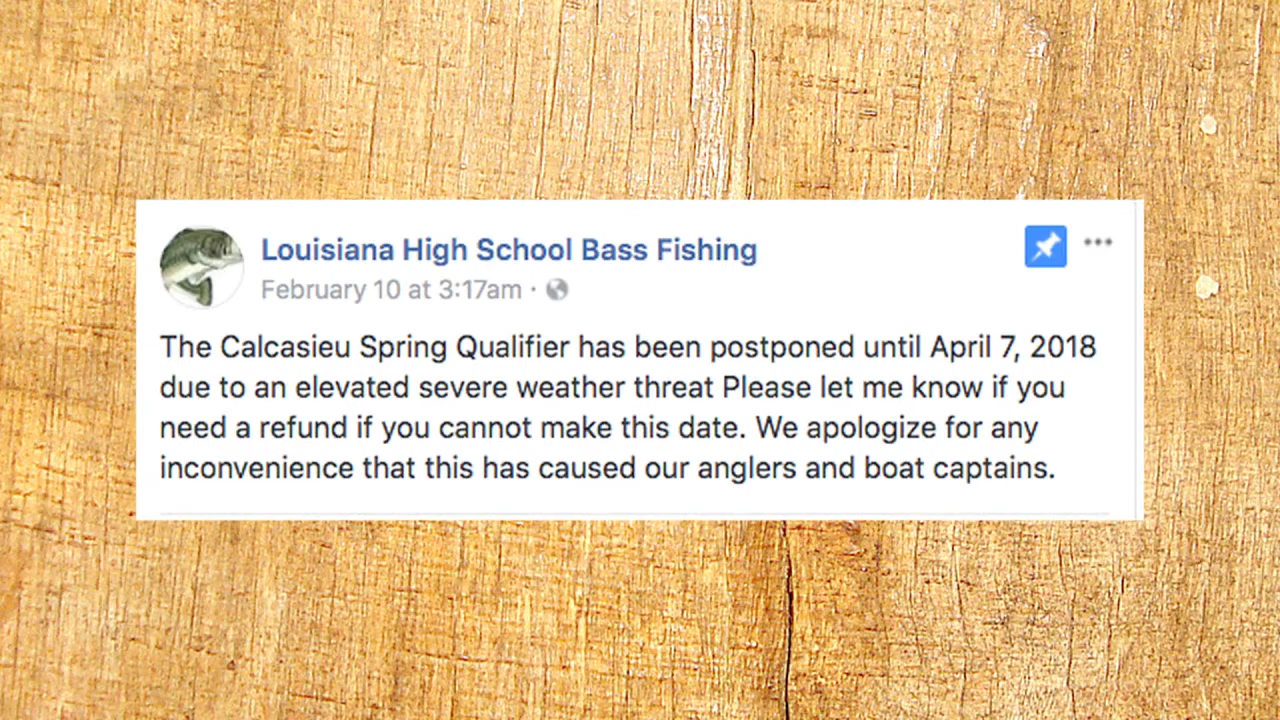 Louisiana High School Bass Fishing
February 10 at 3:17am ·
The Calcasieu Spring Qualifier has been postponed until April 7, 2018
due to an elevated severe weather threat Please let me know if you
need a refund if you cannot make this date. We apologize for any
inconvenience that this has caused our anglers and boat captains.